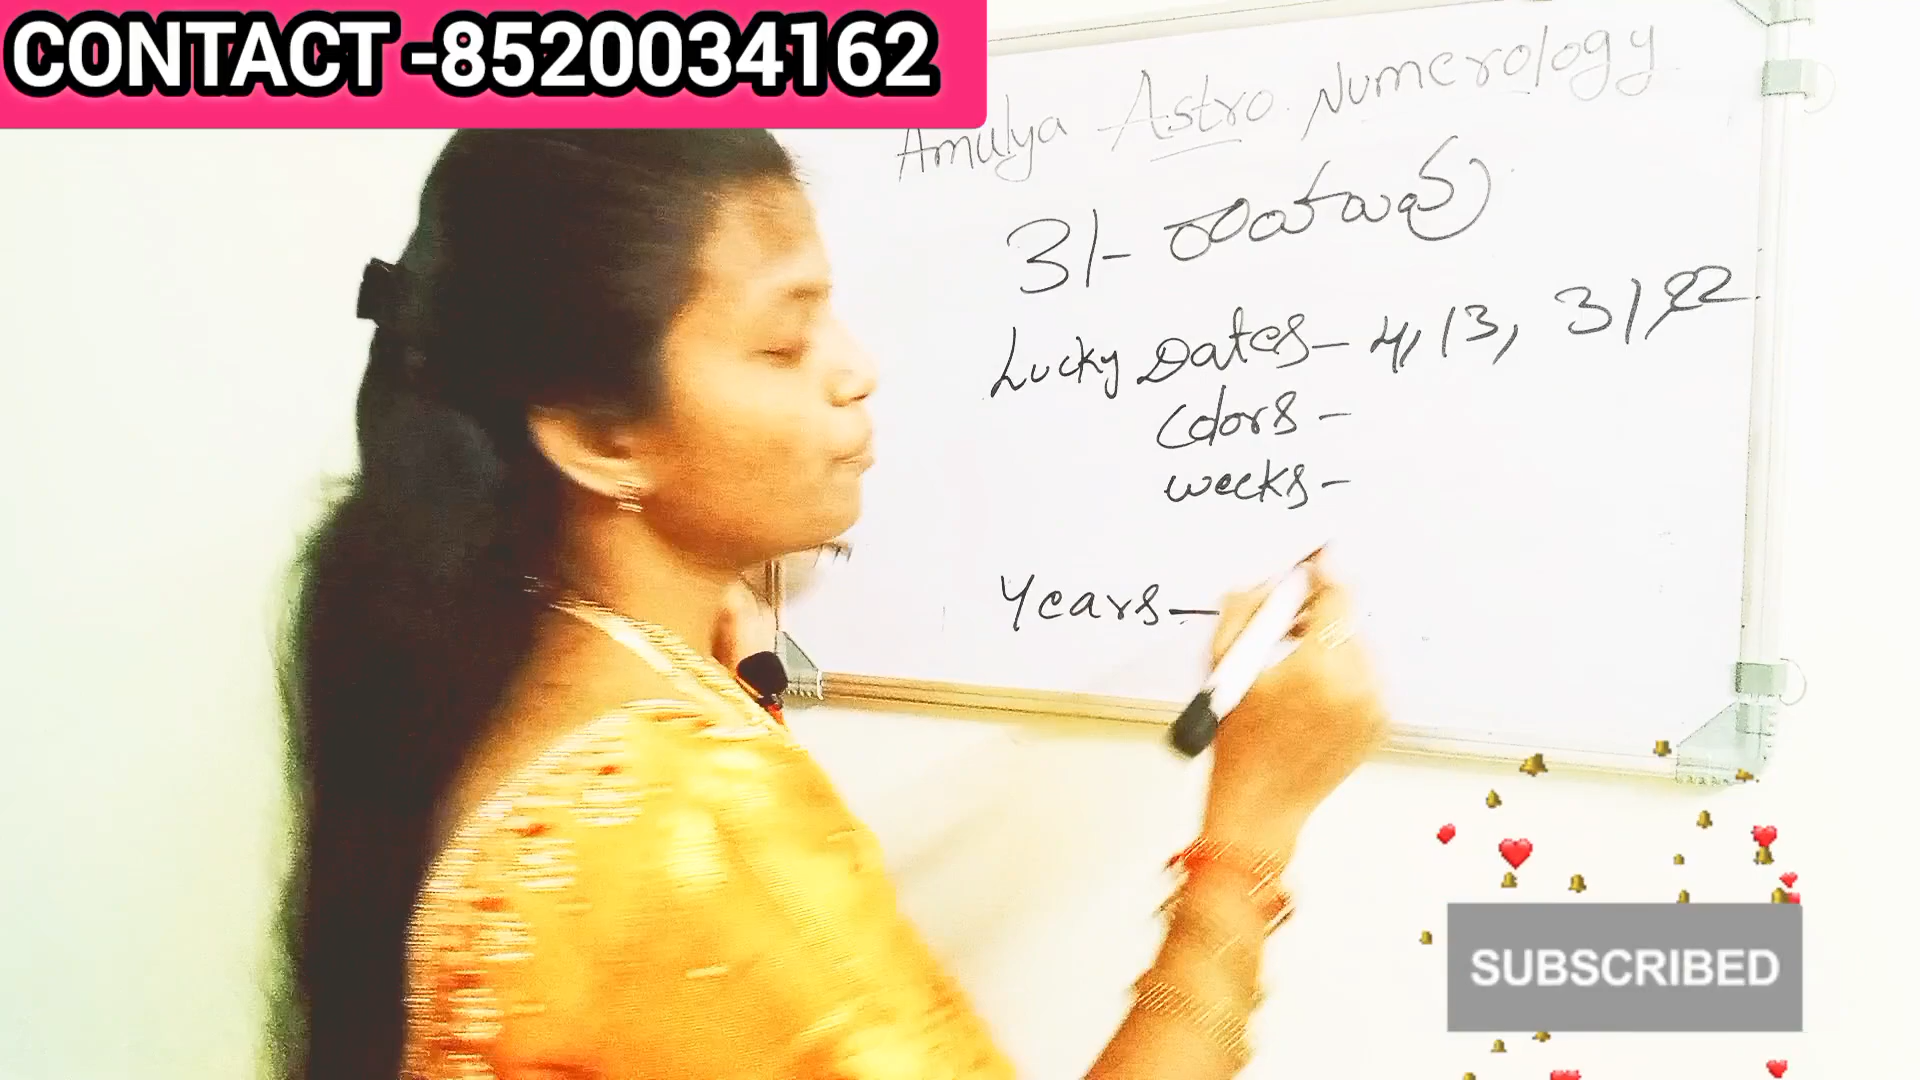 CONTACT -8520034162
Amulya Astro Numerology
31-
Lucky Dates - 4, 13, 31, 22
Colors -
weeks -
Years -
SUBSCRIBED